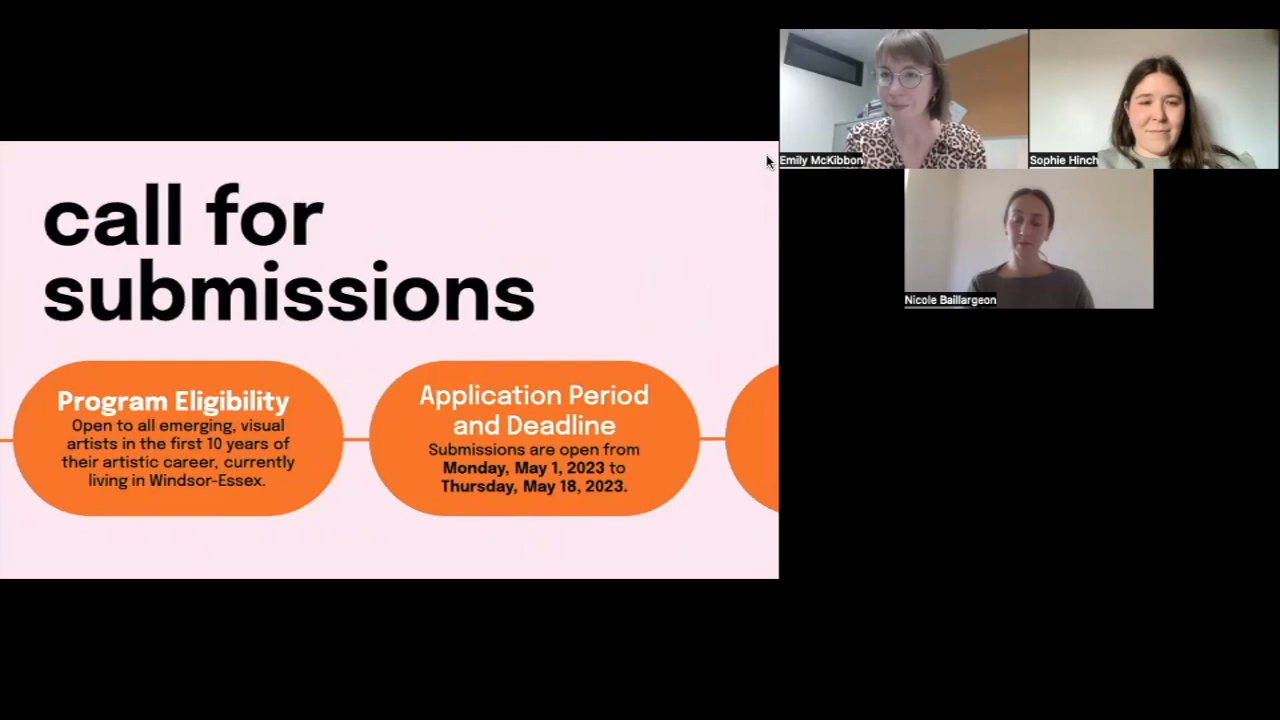 call for
submissions
Program Eligibility
Open to all emerging, visual
artists in the first 10 years of
their artistic career, currently
living in Windsor-Essex.
Application Period
and Deadline
Submissions are open from
Monday, May 1, 2023 to
Thursday, May 18, 2023.
Emily McKibbon
Sophie Hinch
Nicole Baillargeon